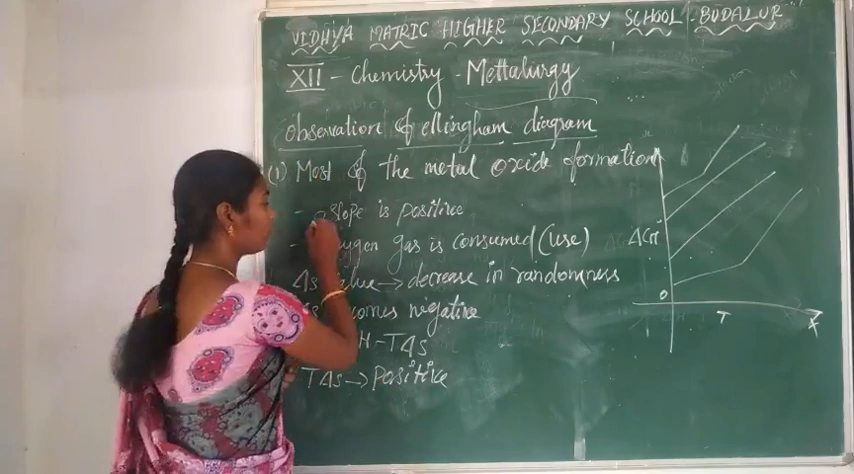 VIDHYA MATRIC HIGHER SECONDARY SCHOOL - BUDALUR
XII - Chemistry - Mettalurgy
Observation of ellingham diagram
(1) Most of the metal oxide formation
- slope is positive
- oxygen gas is consumed (use)
Δs value → decrease in randomness
comes negative
H - TΔs
TΔs → positive
ΔG
0
T